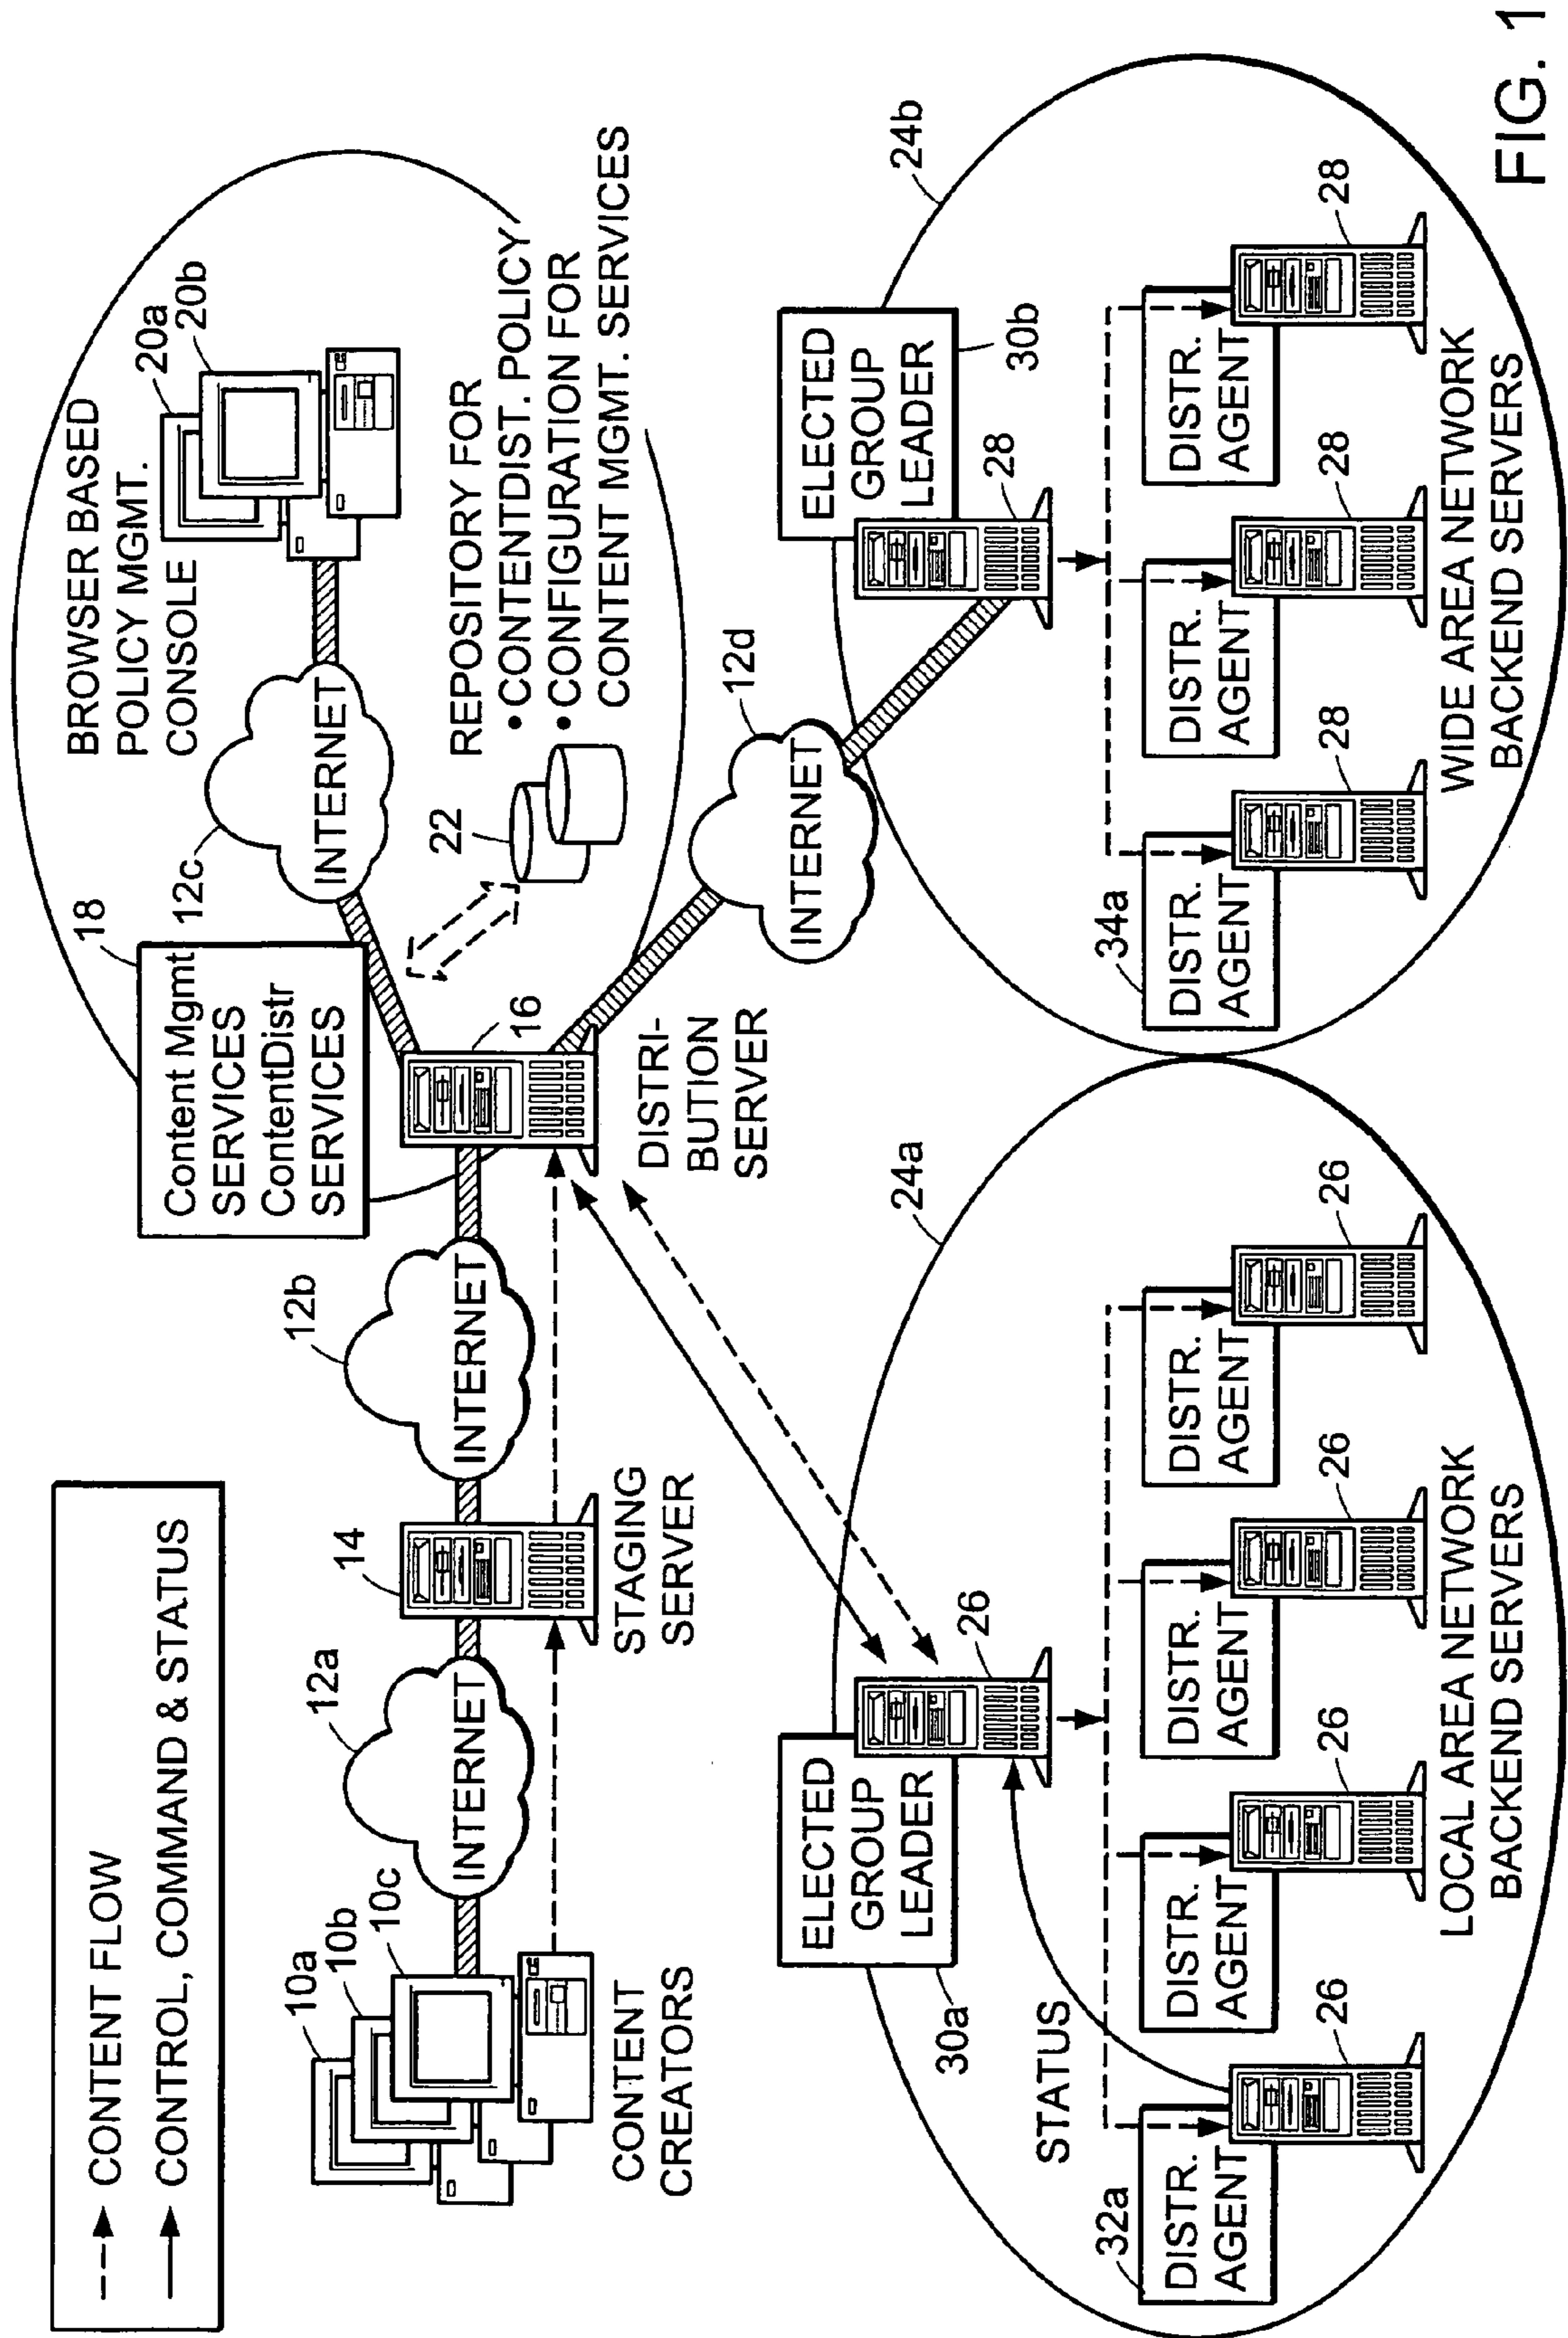 CONTENT FLOW
CONTROL, COMMAND & STATUS
10a
10b
10c
CONTENT
CREATORS
12a
INTERNET
14
STAGING
SERVER
12b
INTERNET
Content Mgmt
SERVICES
ContentDistr
SERVICES
18
16
DISTRI-
BUTION
SERVER
12c
INTERNET
BROWSER BASED
POLICY MGMT.
CONSOLE
20a
20b
22
REPOSITORY FOR
• CONTENTDIST. POLICY
• CONFIGURATION FOR
CONTENT MGMT. SERVICES
12d
INTERNET
24a
ELECTED
GROUP
LEADER
30a
26
STATUS
32a
DISTR.
AGENT
26
DISTR.
AGENT
26
DISTR.
AGENT
26
DISTR.
AGENT
26
LOCAL AREA NETWORK
BACKEND SERVERS
24b
ELECTED
GROUP
LEADER
30b
28
34a
DISTR.
AGENT
28
DISTR.
AGENT
28
DISTR.
AGENT
28
WIDE AREA NETWORK
BACKEND SERVERS
FIG. 1